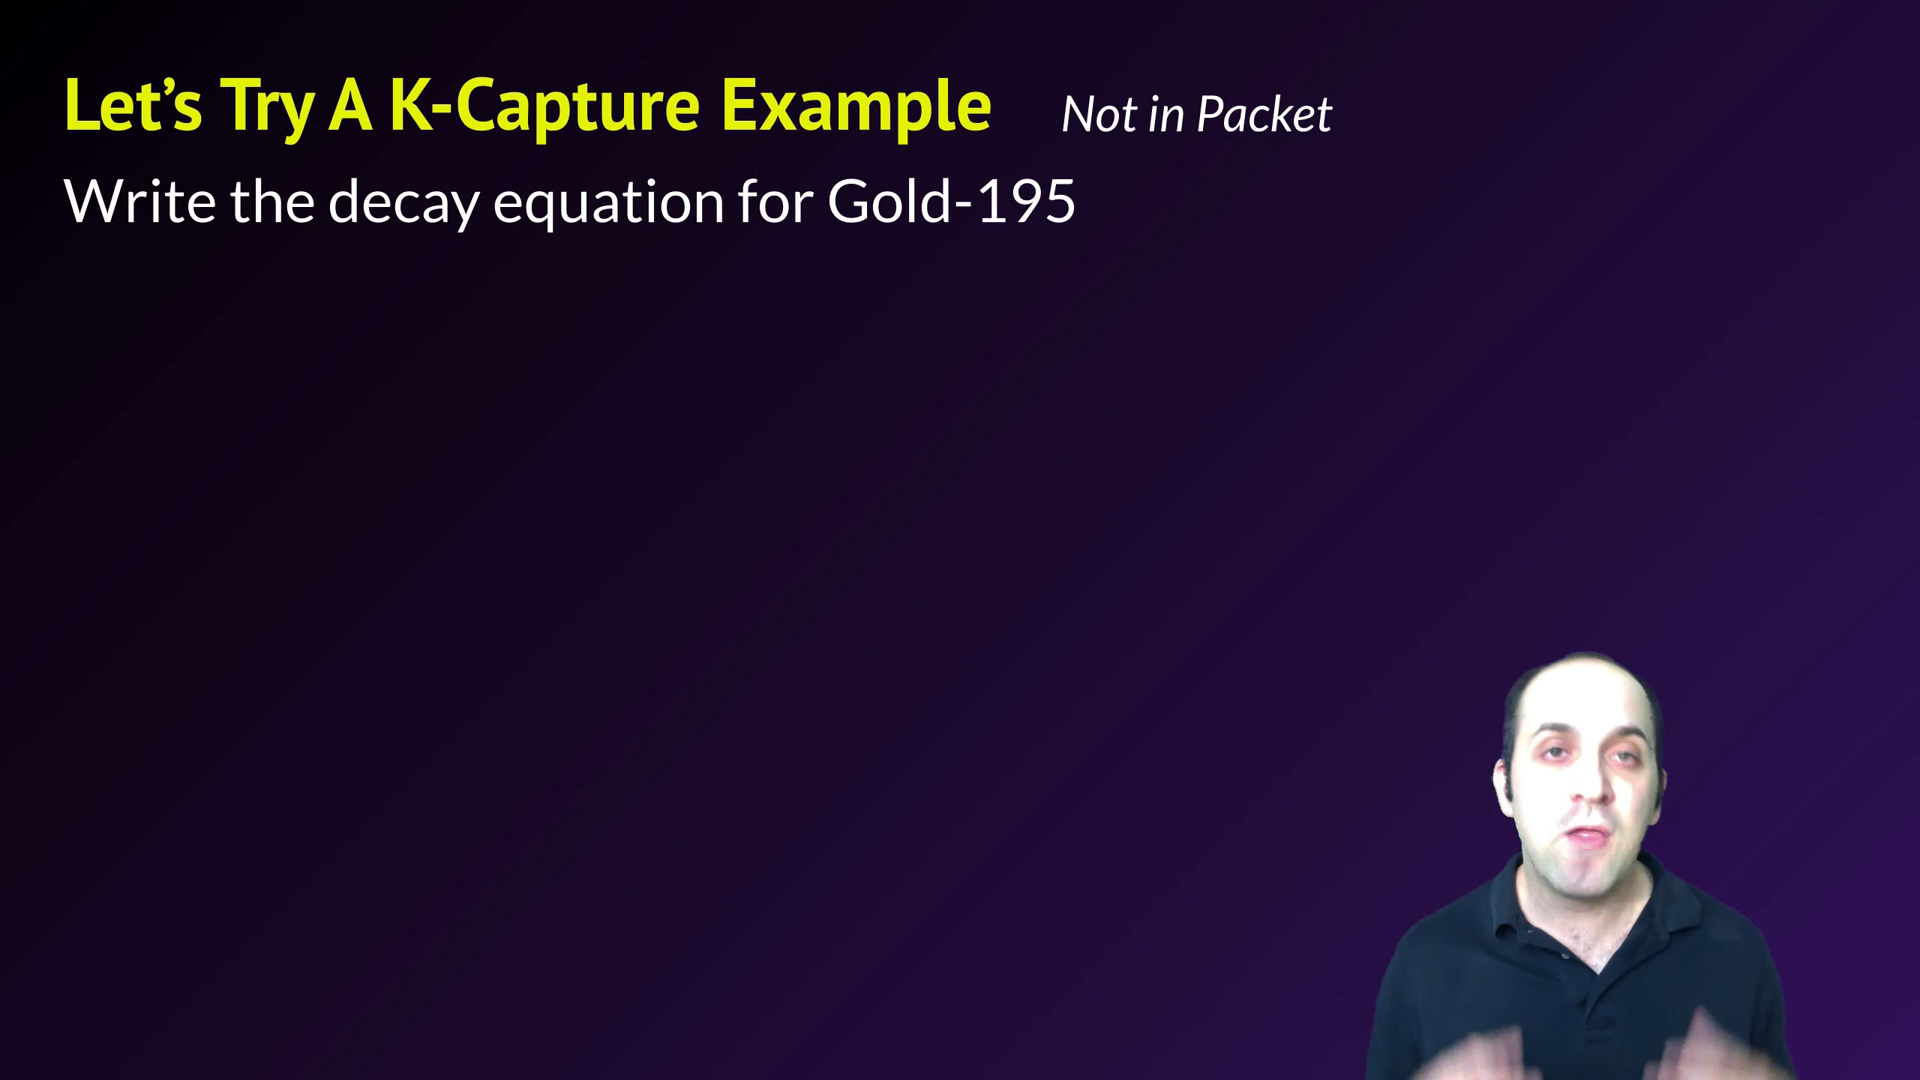 Let’s Try A K-Capture Example Not in Packet
Write the decay equation for Gold-195